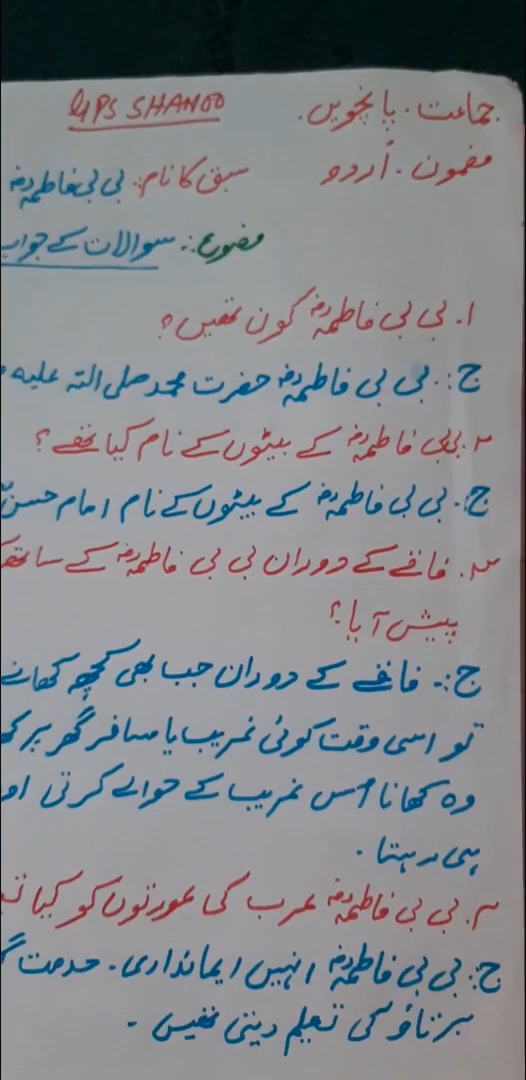 GPS SHANOO
جماعت. پانچویں.
مضمون. اُردو سبق کا نام: بی بی فاطمہؓ
مضوع:۔ سوالات کے جواب
۱. بی بی فاطمہؓ کون تھیں؟
ج:. بی بی فاطمہؓ حضرت محمد صلی اللہ علیہ
۲. بی بی فاطمہؓ کے بیٹوں کے نام کیا تھے؟
ج:. بی بی فاطمہؓ کے بیٹوں کے نام امام حسنؓ
۳. فاقے کے دوران بی بی فاطمہؓ کے ساتھ
پیش آیا؟
ج:۔ فاقے کے دوران جب بھی کچھ کھانے
تو اسی وقت کوئی غریب یا مسافر گھر پر
وہ کھانا اُس غریب کے حوالے کرتی او
ہی رہتا.
۴. بی بی فاطمہؓ عرب کی عورتوں کو کیا
ج:. بی بی فاطمہؓ انہیں ایمانداری. خدمت
برتاؤ کی تعلیم دیتی تھیں.